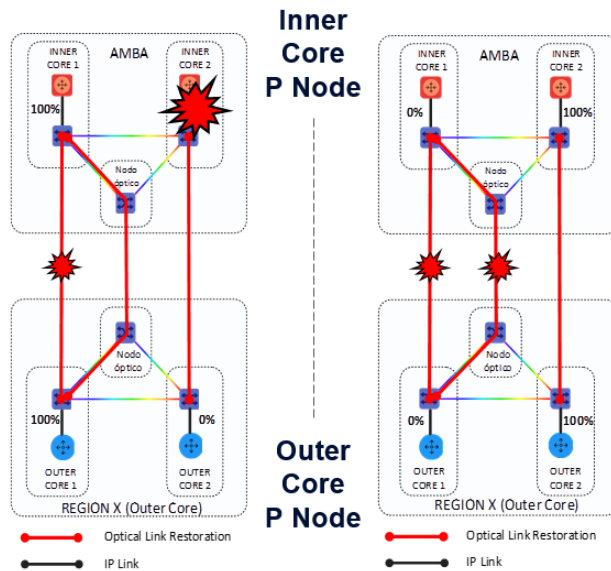 INNER
CORE 1
AMBA
INNER
CORE 2
100%
Nodo
óptico
Nodo
óptico
100%
0%
OUTER
CORE 1
OUTER
CORE 2
REGION X (Outer Core)
Optical Link Restoration
IP Link
Inner
Core
P Node
Outer
Core
P Node
INNER
CORE 1
AMBA
INNER
CORE 2
0%
100%
Nodo
óptico
Nodo
óptico
0%
100%
OUTER
CORE 1
OUTER
CORE 2
REGION X (Outer Core)
Optical Link Restoration
IP Link